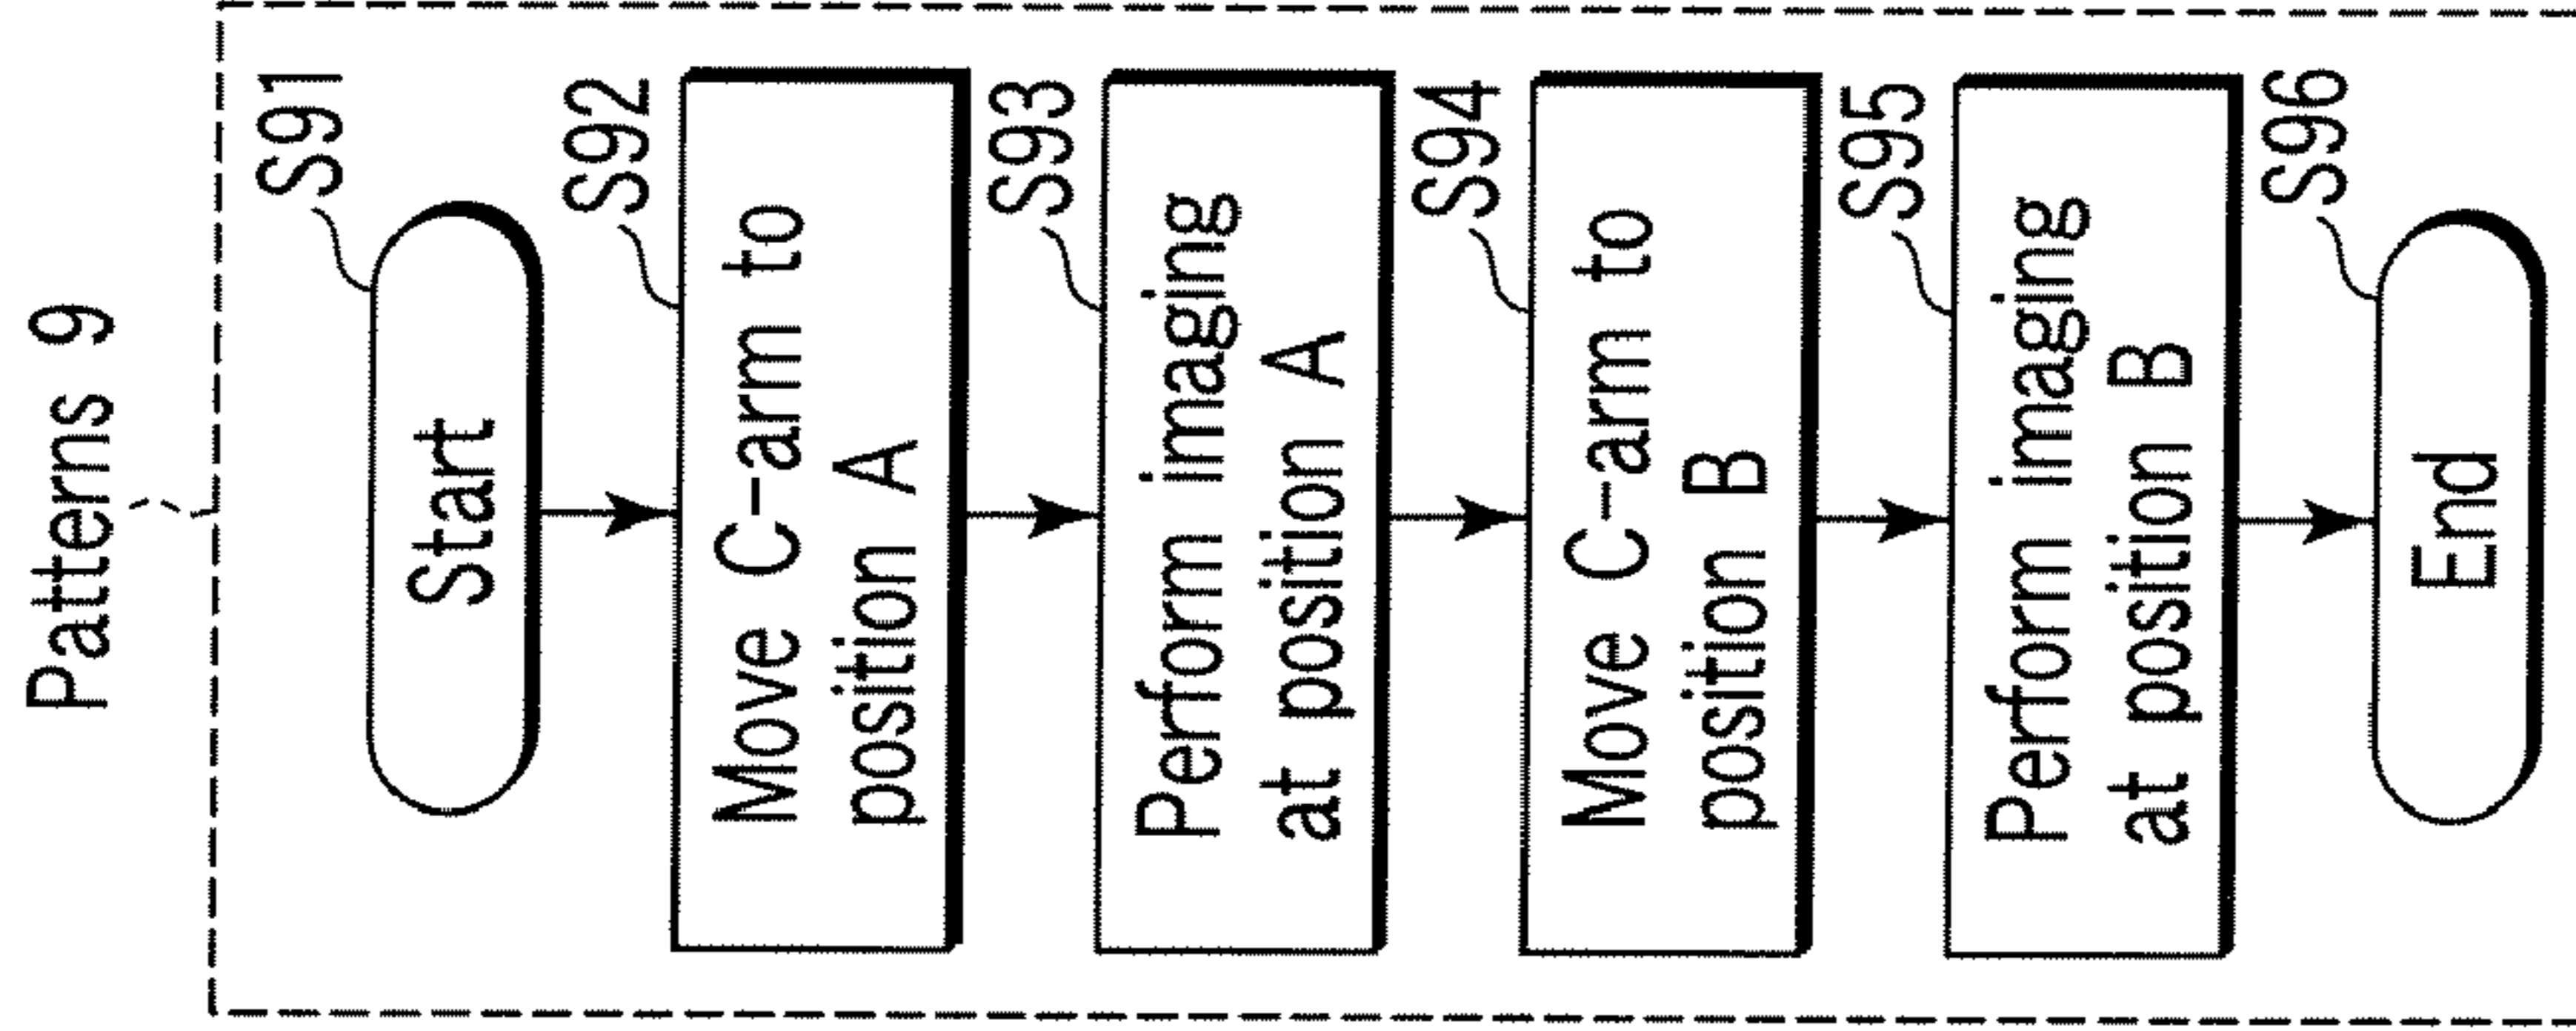 Patterns 9
S91
Start
S92
Move C-arm to
position A
S93
Perform imaging
at position A
S94
Move C-arm to
position B
S95
Perform imaging
at position B
S96
End